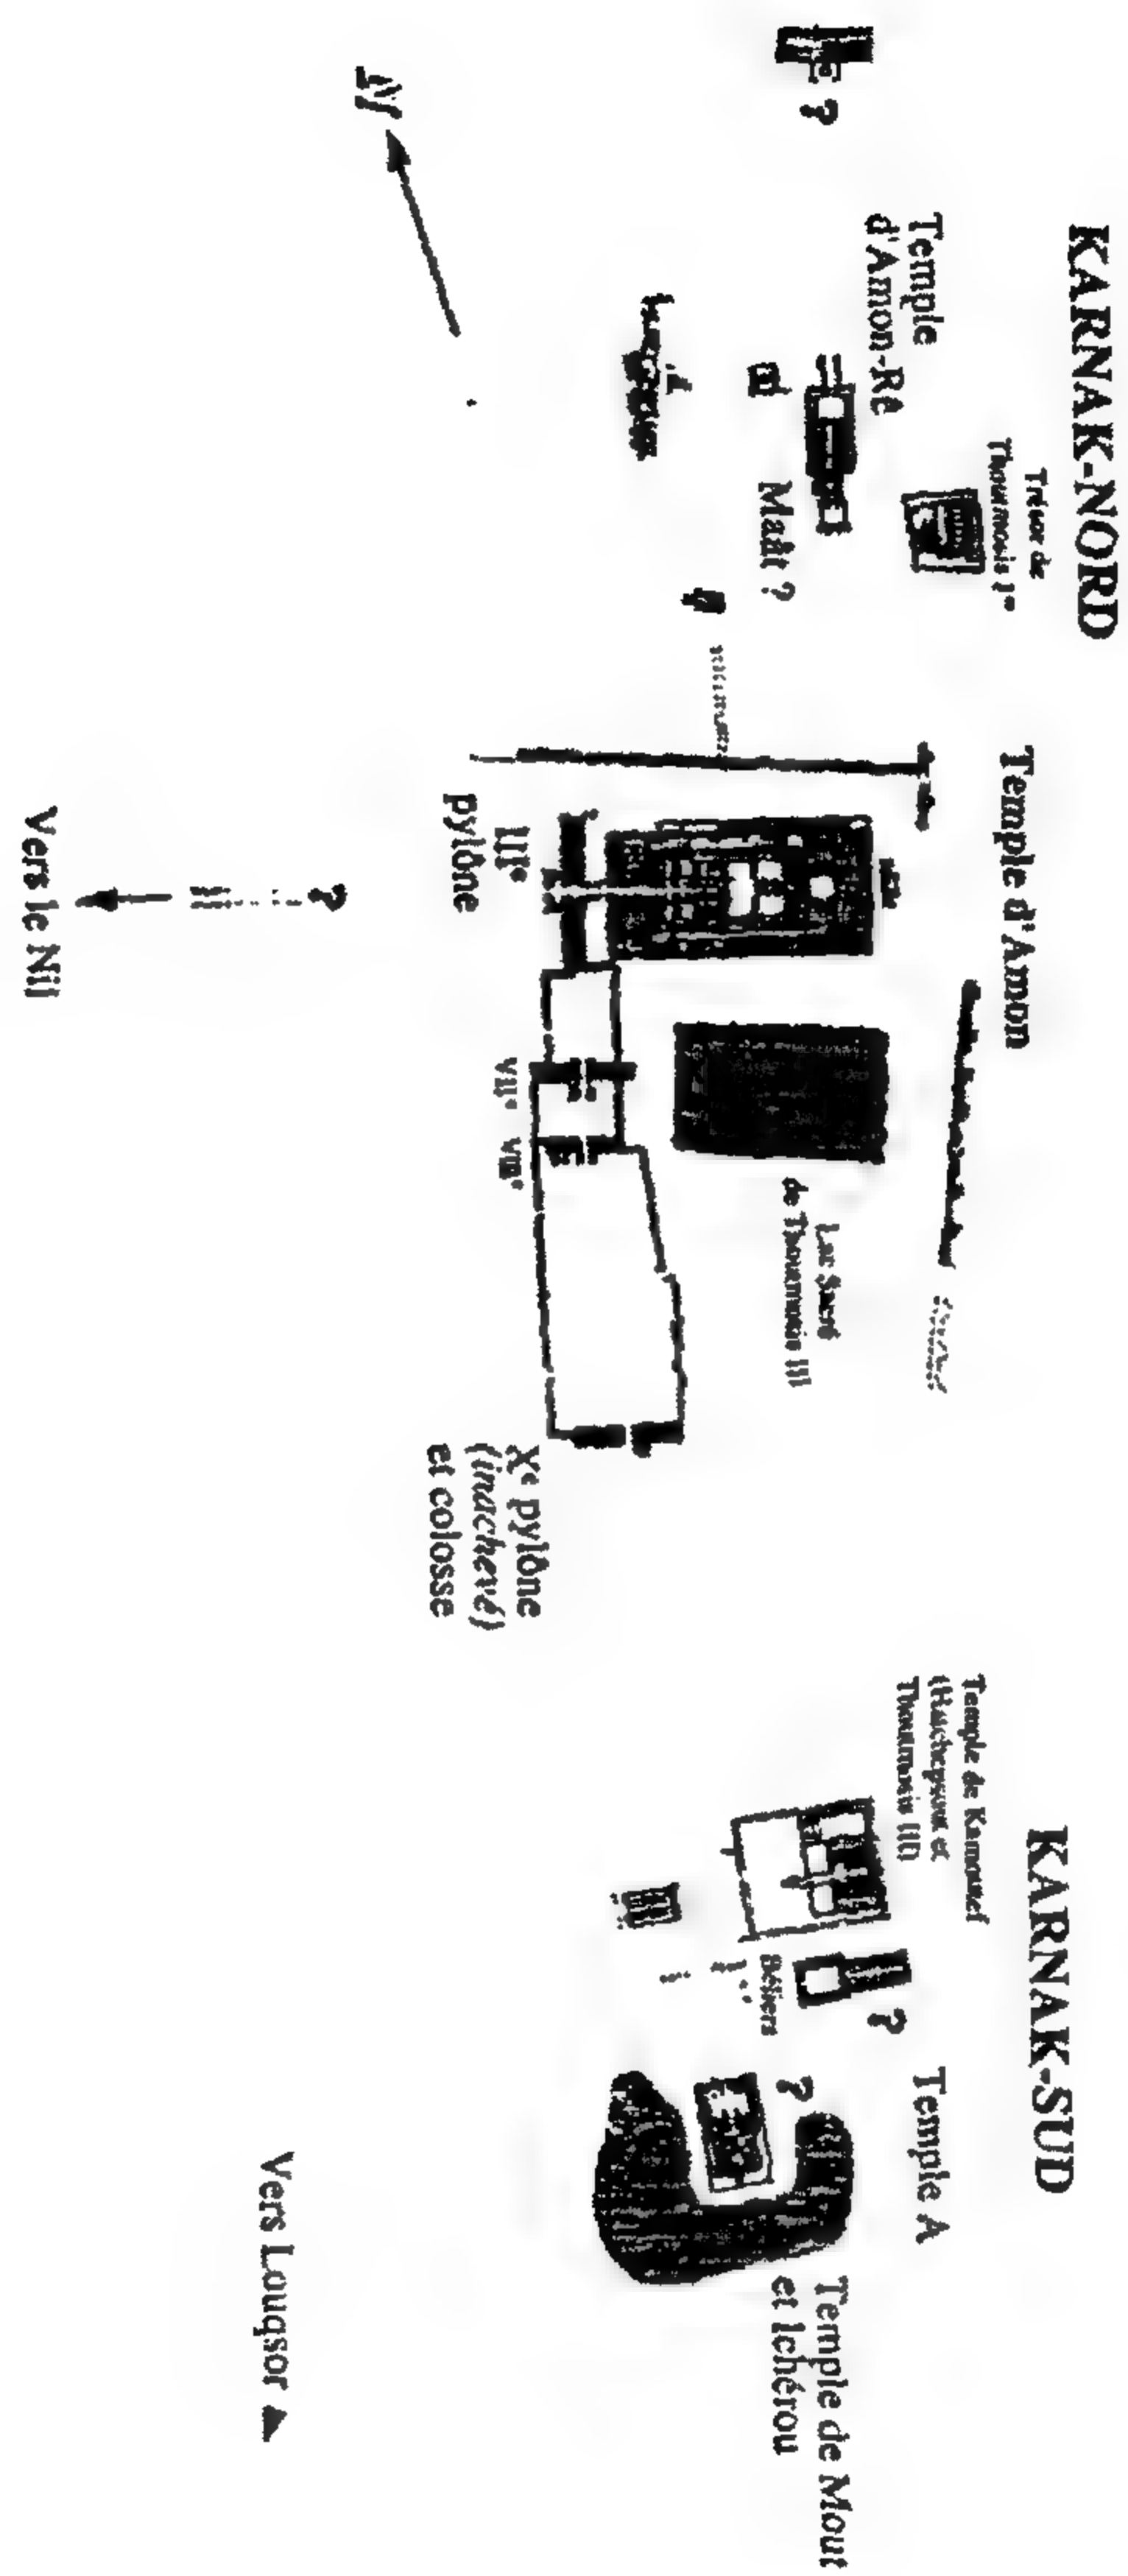 KARNAK-NORD
Trésor de
Thoutmosis Iᵉʳ
Temple
d'Amon-Rê
?
N
Maât ?
Temple d'Amon
IIIᵉ
pylône
?
Vers le Nil
VIIᵉ
VIIIᵉ
Lac Sacré
de Thoutmosis III
Xᵉ pylône
(inachevé)
et colosse
KARNAK-SUD
Temple de Kamoutef
(Hatchepsout et
Thoutmosis III)
Béliers
?
Temple A
?
Temple de Mout
et Ichérou
Vers Louqsor